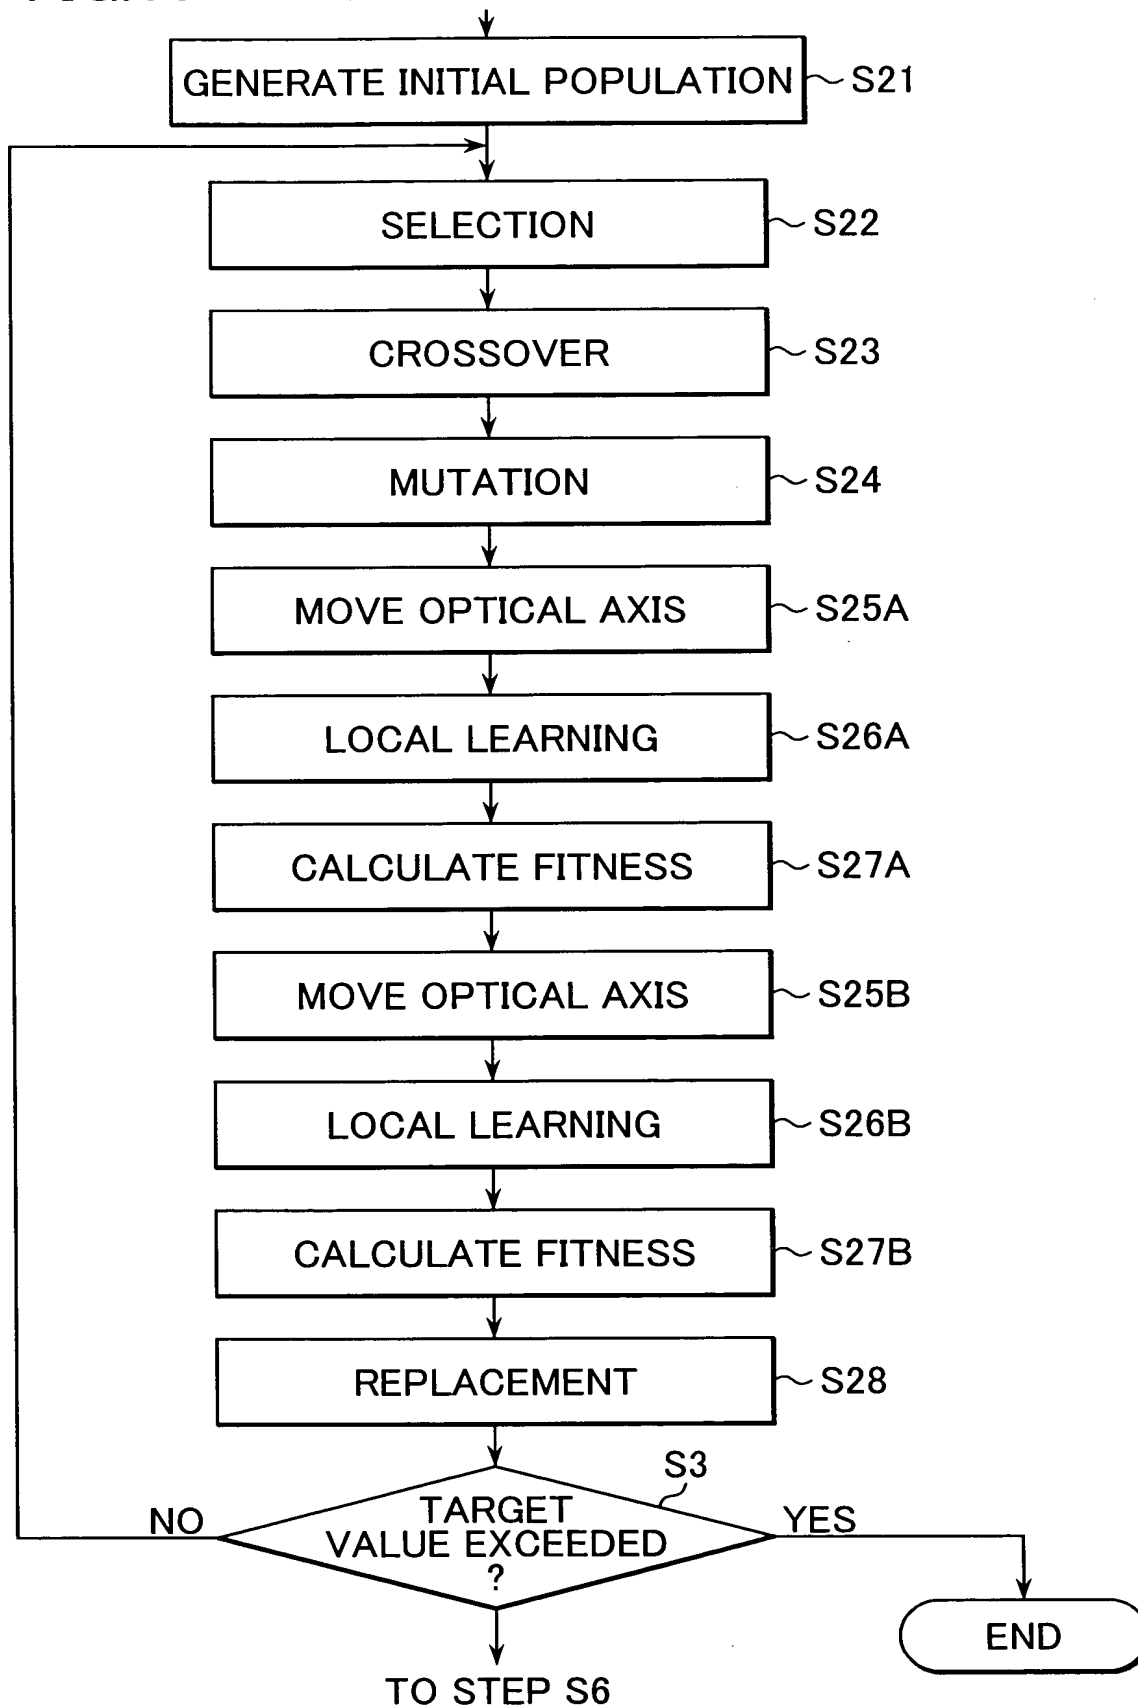 GENERATE INITIAL POPULATION S21
SELECTION S22
CROSSOVER S23
MUTATION S24
MOVE OPTICAL AXIS S25A
LOCAL LEARNING S26A
CALCULATE FITNESS S27A
MOVE OPTICAL AXIS S25B
LOCAL LEARNING S26B
CALCULATE FITNESS S27B
REPLACEMENT S28
S3
NO TARGET YES
VALUE EXCEEDED
?
END
TO STEP S6